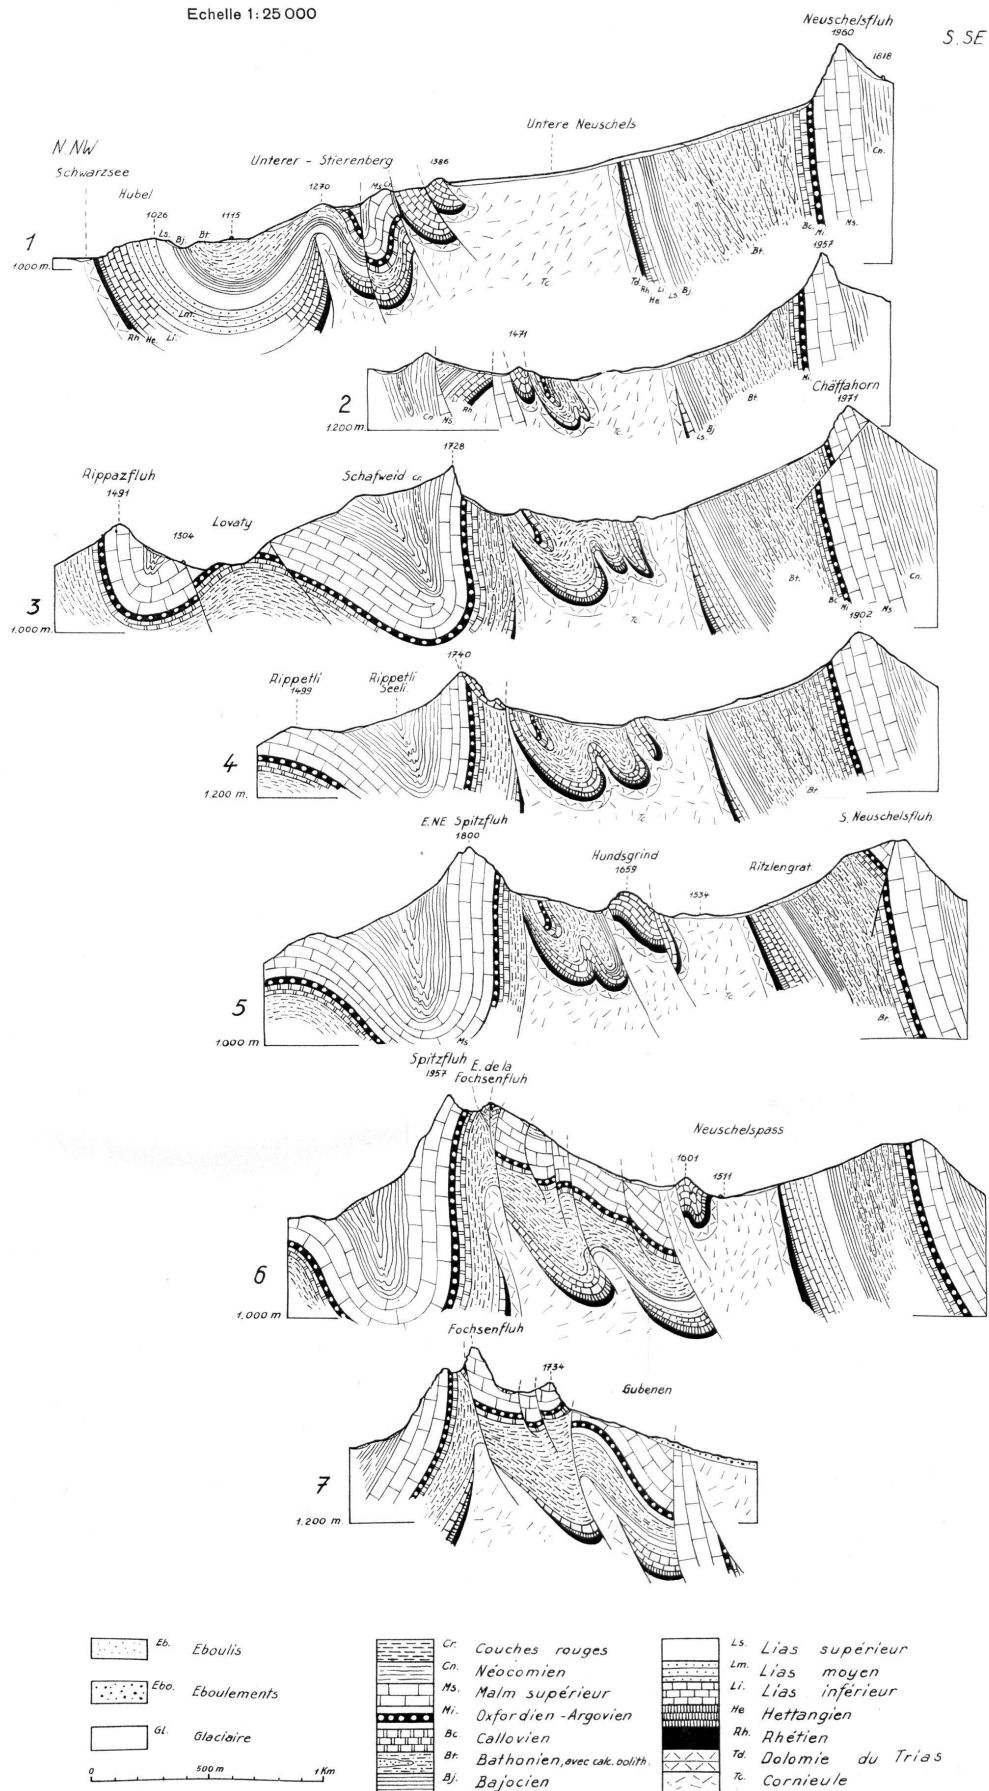 Echelle 1:25 000
Neuschelsfluh
1960
1818
S. SE
Untere Neuschels
N. NW
Schwarzsee
Hubel
Unterer - Stierenberg
1386
1270
Ms. Cn.
Cn.
1026
Ls. Bj. Bt.
1115
1
1.000 m.
Lm.
Rh. He. Li.
Tc.
Td. Rh. Li. Ls. Bj.
He.
Bt.
Bc. Mi. Ms.
1957
1471
2
1.200 m.
Cn Ms. Li Rh.
Tc.
Ls. Bj.
Bt.
Mi.
Chäffahorn
1971
Rippazfluh
1491
1304
Lovaty
Schafweid Cr.
1728
3
1.000 m.
Tc.
Bt.
Bc Mi Ms.
Cn.
1902
Rippetli
1499
Rippetli
Seeli.
1740
4
1.200 m.
Tc.
Bt.
E.NE Spitzfluh
1800
Hundsgrind
1659
1534
Ritzlengrat.
S. Neuschelsfluh
5
1.000 m
Ms
Tc
Bt.
Spitzfluh
1957
E. de la
Fochsenfluh
Neuschelspass
1601
1511
6
1.000 m
Fochsenfluh
1734
Gubenen
7
1.200 m.
Eb. Eboulis
Ebo. Eboulements
Gl. Glaciaire
0 500 m 1 Km
Cr. Couches rouges
Cn. Néocomien
Ms. Malm supérieur
Mi. Oxfordien-Argovien
Bc. Callovien
Bt. Bathonien, avec calc. oolith.
Bj. Bajocien
Ls. Lias supérieur
Lm. Lias moyen
Li. Lias inférieur
He Hettangien
Rh. Rhétien
Td. Dolomie du Trias
Tc. Cornieule